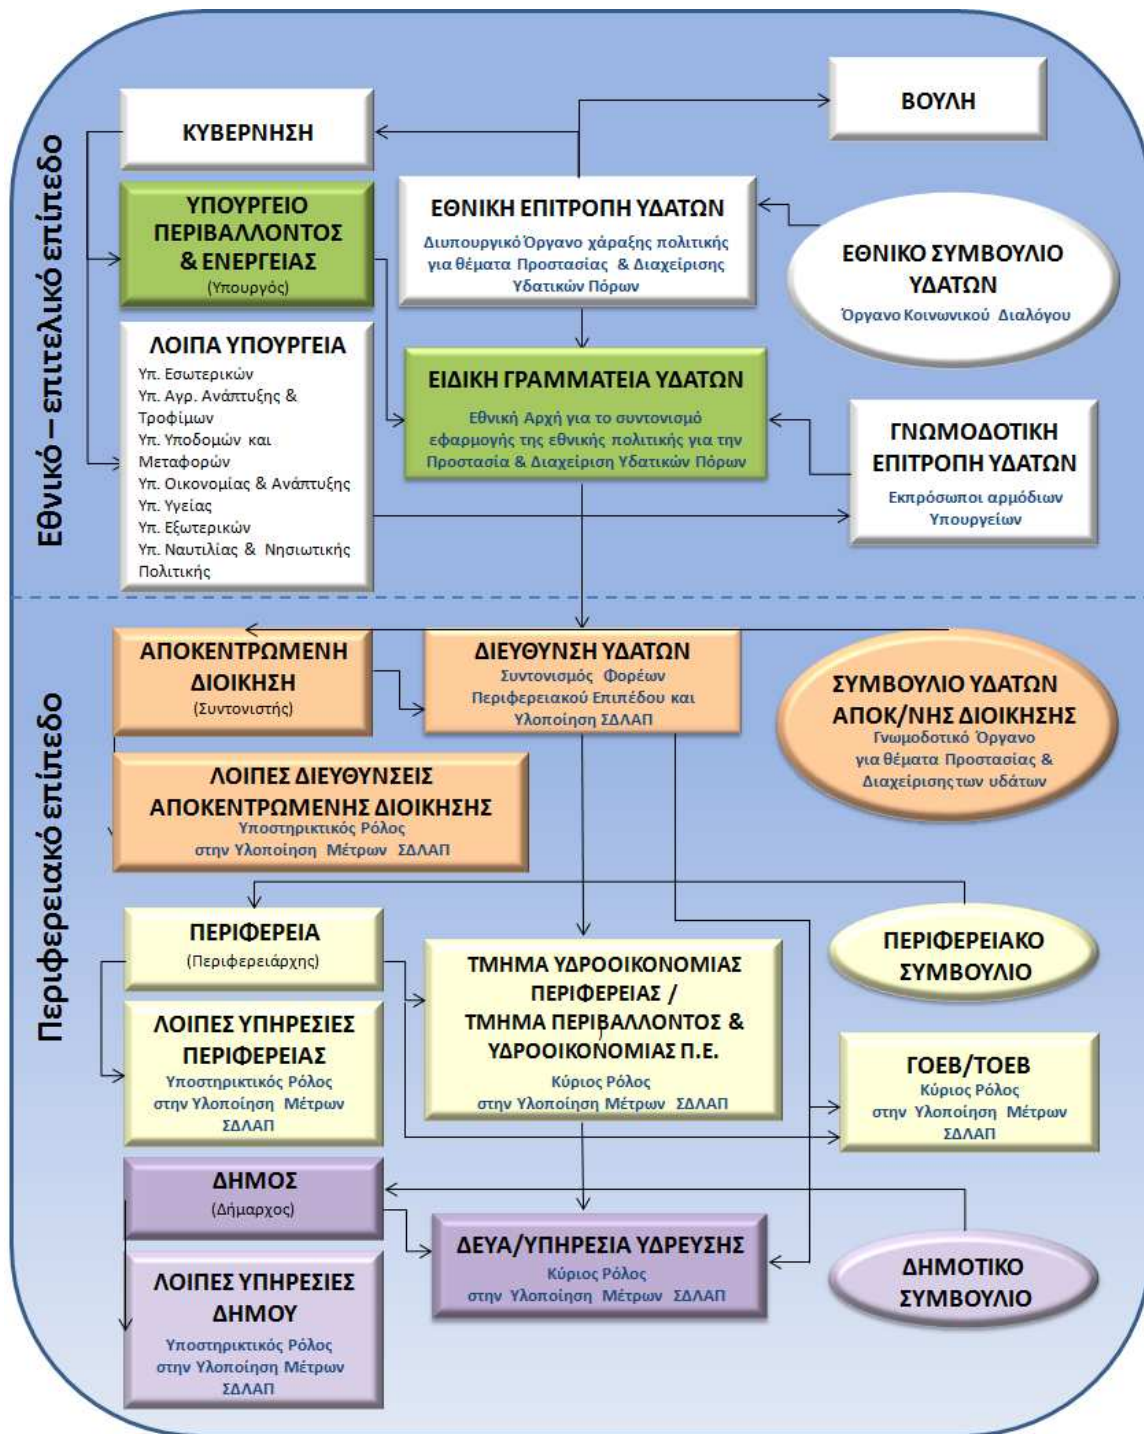 Εθνικό – επιτελικό επίπεδο
ΚΥΒΕΡΝΗΣΗ
ΒΟΥΛΗ
ΥΠΟΥΡΓΕΙΟ
ΠΕΡΙΒΑΛΛΟΝΤΟΣ
& ΕΝΕΡΓΕΙΑΣ
(Υπουργός)
ΕΘΝΙΚΗ ΕΠΙΤΡΟΠΗ ΥΔΑΤΩΝ
Διυπουργικό Όργανο χάραξης πολιτικής
για θέματα Προστασίας & Διαχείρισης
Υδατικών Πόρων
ΕΘΝΙΚΟ ΣΥΜΒΟΥΛΙΟ
ΥΔΑΤΩΝ
Όργανο Κοινωνικού Διαλόγου
ΛΟΙΠΑ ΥΠΟΥΡΓΕΙΑ
Υπ. Εσωτερικών
Υπ. Αγρ. Ανάπτυξης &
Τροφίμων
Υπ. Υποδομών και
Μεταφορών
Υπ. Οικονομίας & Ανάπτυξης
Υπ. Υγείας
Υπ. Εξωτερικών
Υπ. Ναυτιλίας & Νησιωτικής
Πολιτικής
ΕΙΔΙΚΗ ΓΡΑΜΜΑΤΕΙΑ ΥΔΑΤΩΝ
Εθνική Αρχή για το συντονισμό
εφαρμογής της εθνικής πολιτικής για την
Προστασία & Διαχείριση Υδατικών Πόρων
ΓΝΩΜΟΔΟΤΙΚΗ
ΕΠΙΤΡΟΠΗ ΥΔΑΤΩΝ
Εκπρόσωποι αρμόδιων
Υπουργείων
Περιφερειακό επίπεδο
ΑΠΟΚΕΝΤΡΩΜΕΝΗ
ΔΙΟΙΚΗΣΗ
(Συντονιστής)
ΔΙΕΥΘΥΝΣΗ ΥΔΑΤΩΝ
Συντονισμός Φορέων
Περιφερειακού Επιπέδου και
Υλοποίηση ΣΔΛΑΠ
ΣΥΜΒΟΥΛΙΟ ΥΔΑΤΩΝ
ΑΠΟΚ/ΝΗΣ ΔΙΟΙΚΗΣΗΣ
Γνωμοδοτικό Όργανο
για θέματα Προστασίας &
Διαχείρισης των υδάτων
ΛΟΙΠΕΣ ΔΙΕΥΘΥΝΣΕΙΣ
ΑΠΟΚΕΝΤΡΩΜΕΝΗΣ ΔΙΟΙΚΗΣΗΣ
Υποστηρικτικός Ρόλος
στην Υλοποίηση Μέτρων ΣΔΛΑΠ
ΠΕΡΙΦΕΡΕΙΑ
(Περιφερειάρχης)
ΤΜΗΜΑ ΥΔΡΟΟΙΚΟΝΟΜΙΑΣ
ΠΕΡΙΦΕΡΕΙΑΣ /
ΤΜΗΜΑ ΠΕΡΙΒΑΛΛΟΝΤΟΣ &
ΥΔΡΟΟΙΚΟΝΟΜΙΑΣ Π.Ε.
Κύριος Ρόλος
στην Υλοποίηση Μέτρων ΣΔΛΑΠ
ΠΕΡΙΦΕΡΕΙΑΚΟ
ΣΥΜΒΟΥΛΙΟ
ΛΟΙΠΕΣ ΥΠΗΡΕΣΙΕΣ
ΠΕΡΙΦΕΡΕΙΑΣ
Υποστηρικτικός Ρόλος
στην Υλοποίηση Μέτρων
ΣΔΛΑΠ
ΓΟΕΒ/ΤΟΕΒ
Κύριος Ρόλος
στην Υλοποίηση Μέτρων
ΣΔΛΑΠ
ΔΗΜΟΣ
(Δήμαρχος)
ΔΕΥΑ/ΥΠΗΡΕΣΙΑ ΥΔΡΕΥΣΗΣ
Κύριος Ρόλος
στην Υλοποίηση Μέτρων ΣΔΛΑΠ
ΔΗΜΟΤΙΚΟ
ΣΥΜΒΟΥΛΙΟ
ΛΟΙΠΕΣ ΥΠΗΡΕΣΙΕΣ
ΔΗΜΟΥ
Υποστηρικτικός Ρόλος
στην Υλοποίηση Μέτρων
ΣΔΛΑΠ